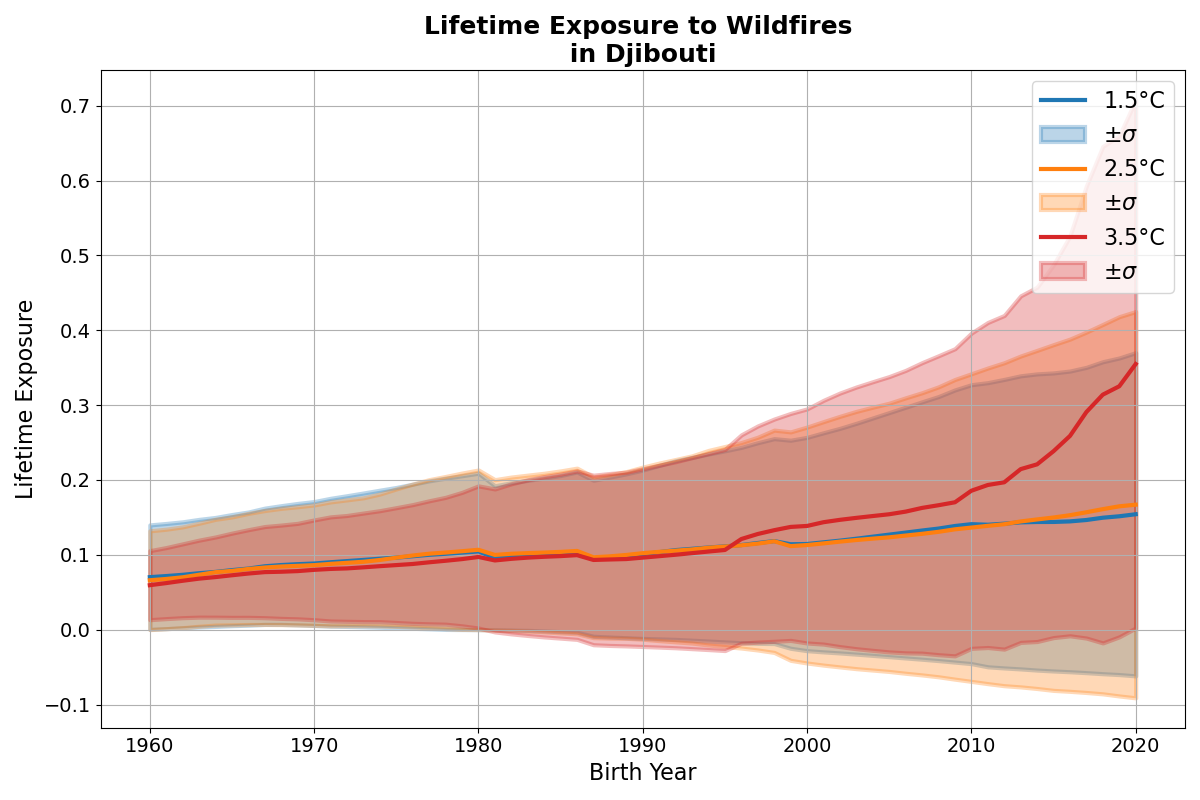 Lifetime Exposure to Wildfires
in Djibouti
0.7
0.6
0.5
0.4
0.3
0.2
0.1
0.0
−0.1
Lifetime Exposure
1.5°C
±σ
2.5°C
±σ
3.5°C
±σ
1960 1970 1980 1990 2000 2010 2020
Birth Year